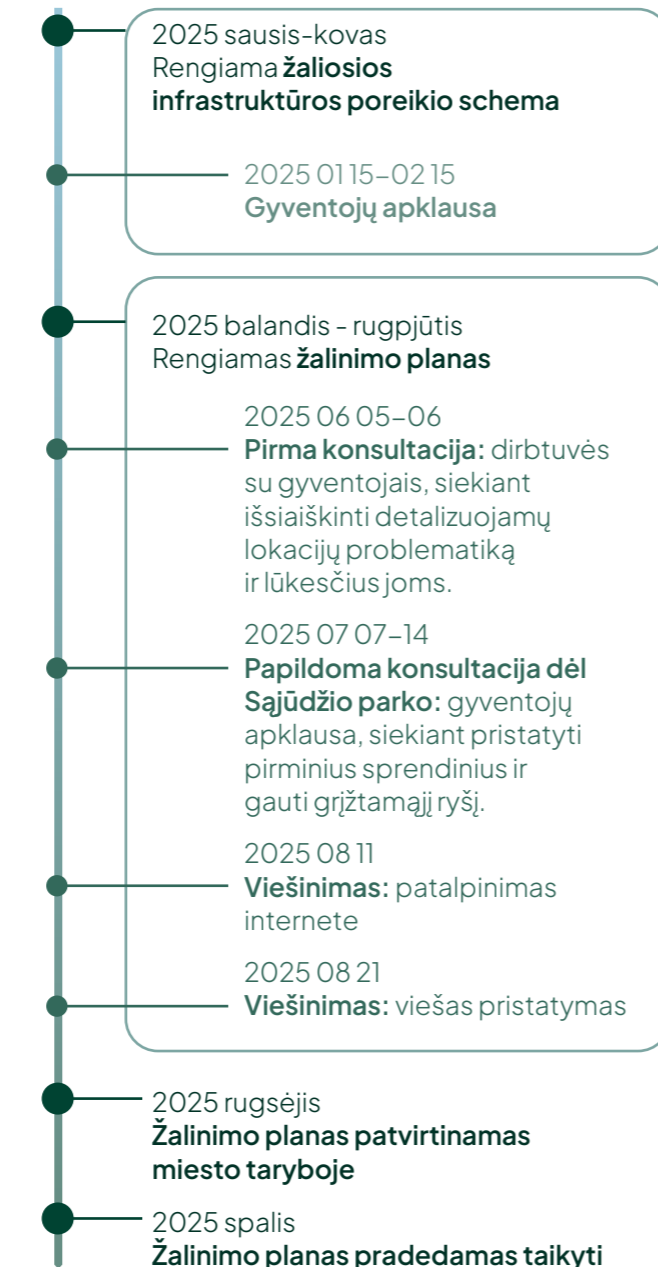 2025 sausis-kovas
Rengiama žaliosios
infrastruktūros poreikio schema
2025 01 15–02 15
Gyventojų apklausa
2025 balandis - rugpjūtis
Rengiamas žalinimo planas
2025 06 05–06
Pirma konsultacija: dirbtuvės
su gyventojais, siekiant
išsiaiškinti detalizuojamų
lokacijų problematiką
ir lūkesčius joms.
2025 07 07–14
Papildoma konsultacija dėl
Sąjūdžio parko: gyventojų
apklausa, siekiant pristatyti
pirminius sprendinius ir
gauti grįžtamąjį ryšį.
2025 08 11
Viešinimas: patalpinimas
internete
2025 08 21
Viešinimas: viešas pristatymas
2025 rugsėjis
Žalinimo planas patvirtinamas
miesto taryboje
2025 spalis
Žalinimo planas pradedamas taikyti